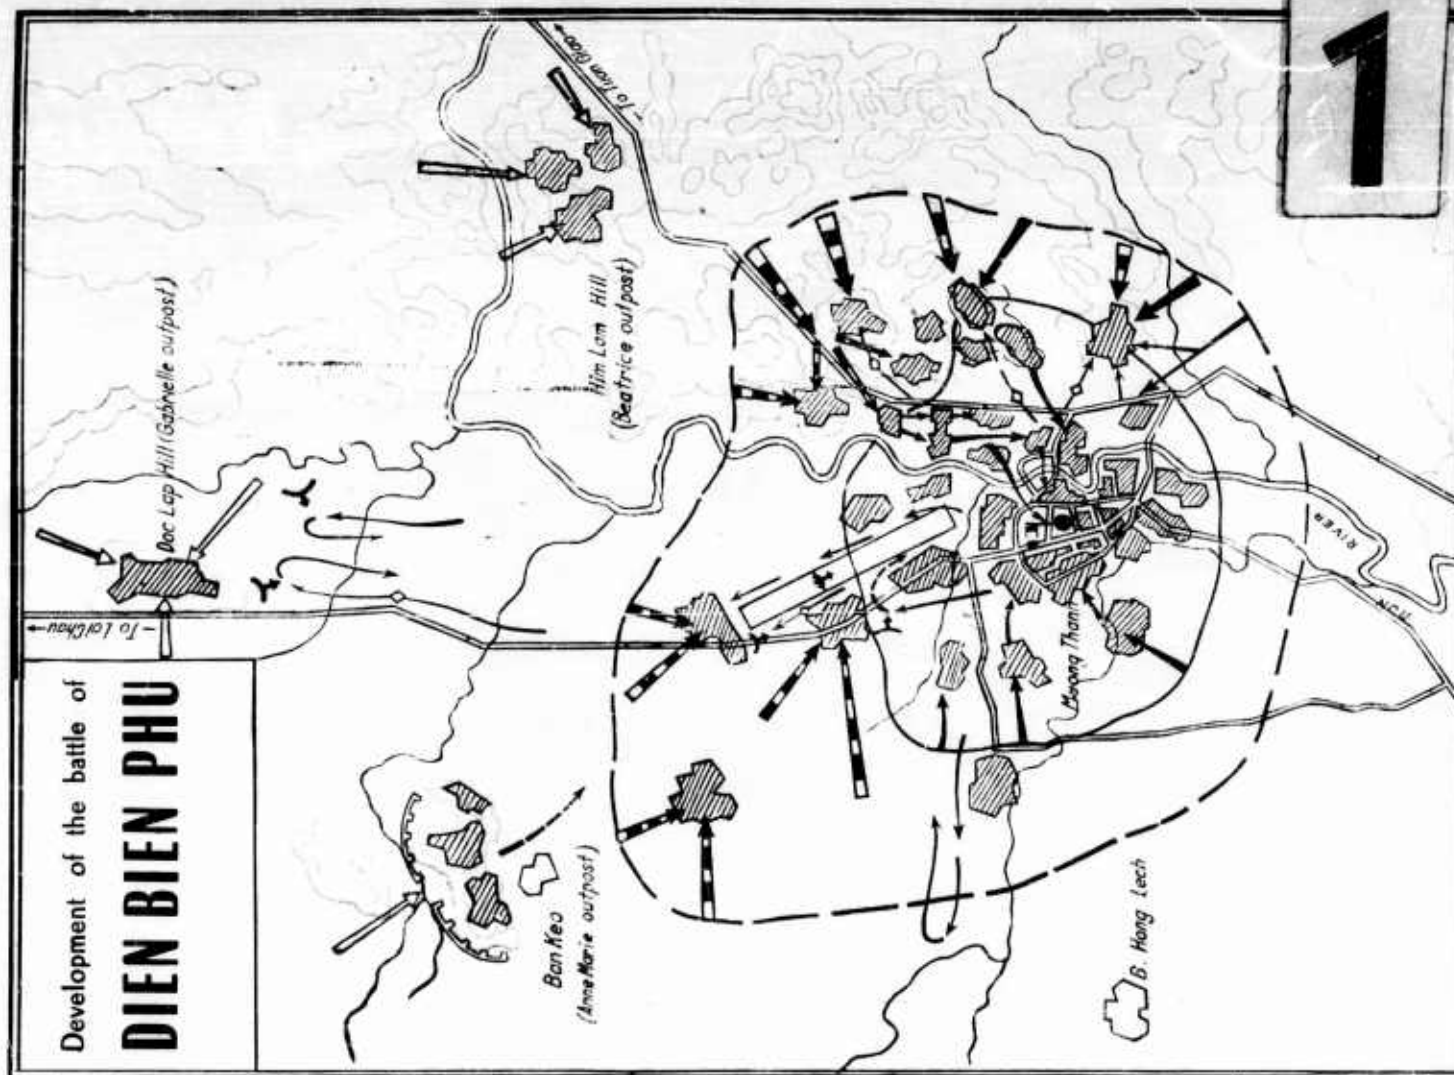 Development of the battle of
DIEN BIEN PHU
1
← To Lai Chau
Doc Lap Hill (Gabrielle outpost)
Him Lam Hill
(Beatrice outpost)
Ban Keo
(Anne Marie outpost)
Muong Thanh
NUN
RIVER
B. Hong Lech